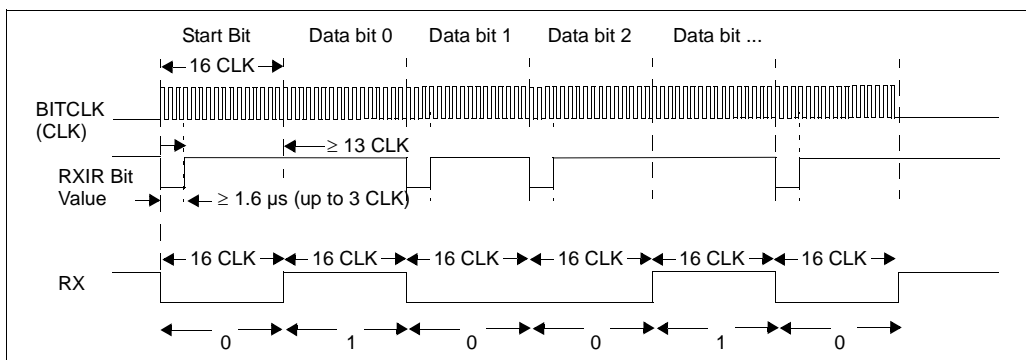 Start Bit Data bit 0 Data bit 1 Data bit 2 Data bit ...
16 CLK
BITCLK
(CLK)
≥ 13 CLK
RXIR Bit
Value
≥ 1.6 µs (up to 3 CLK)
16 CLK 16 CLK 16 CLK 16 CLK 16 CLK 16 CLK
RX
0 1 0 0 1 0